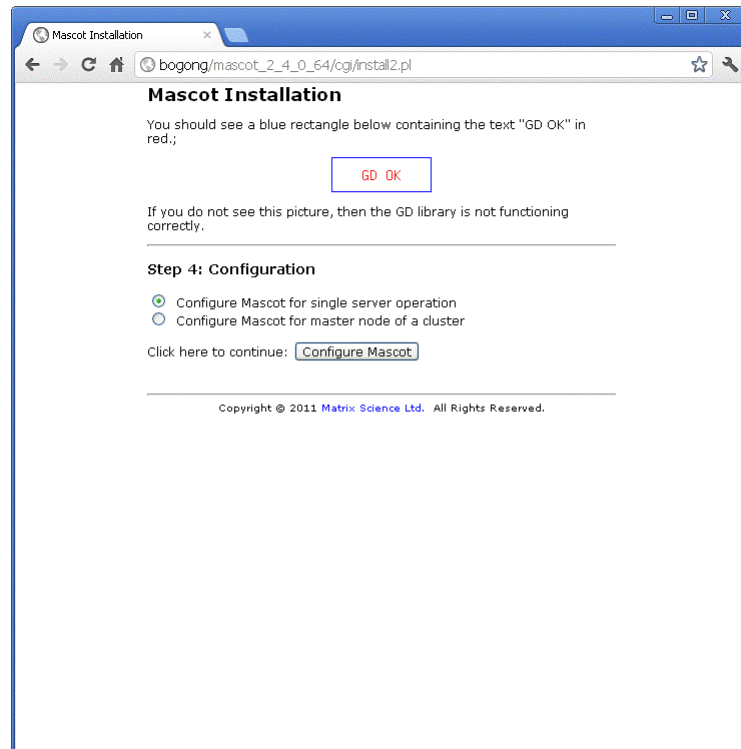 Mascot Installation
bogong/mascot_2_4_0_64/cgi/install2.pl
Mascot Installation
You should see a blue rectangle below containing the text "GD OK" in
red.;
GD OK
If you do not see this picture, then the GD library is not functioning
correctly.
Step 4: Configuration
Configure Mascot for single server operation
Configure Mascot for master node of a cluster
Click here to continue: Configure Mascot
Copyright © 2011 Matrix Science Ltd. All Rights Reserved.